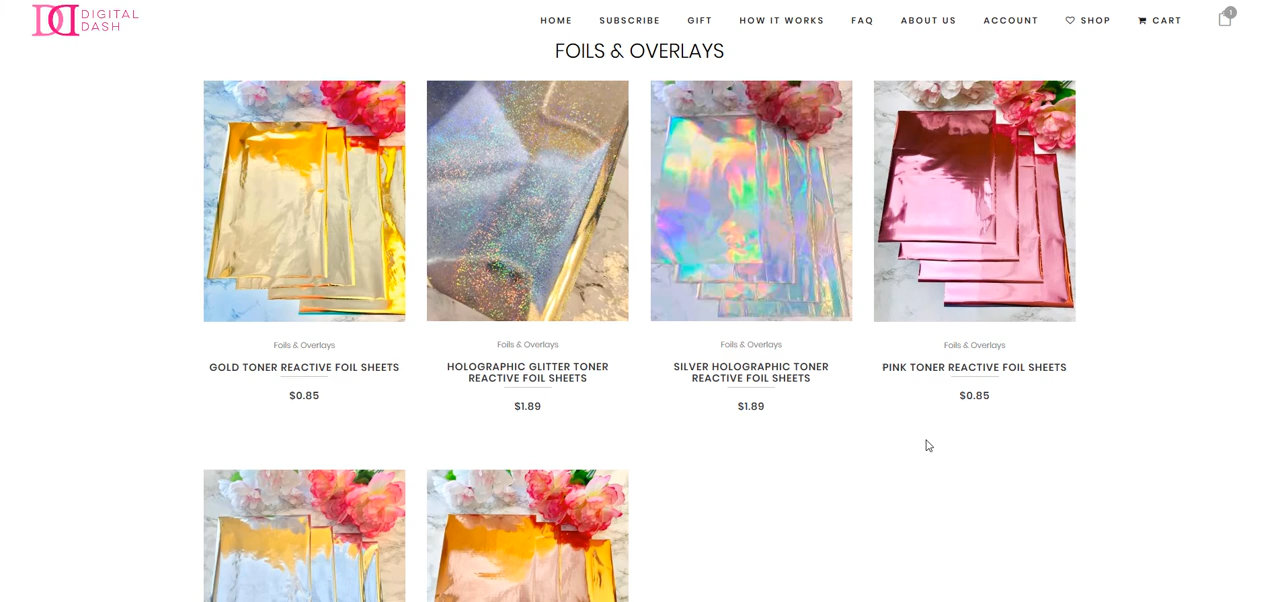 DIGITAL
DASH
HOME SUBSCRIBE GIFT HOW IT WORKS FAQ ABOUT US ACCOUNT SHOP CART 1
FOILS & OVERLAYS
Foils & Overlays
GOLD TONER REACTIVE FOIL SHEETS
$0.85
Foils & Overlays
HOLOGRAPHIC GLITTER TONER
REACTIVE FOIL SHEETS
$1.89
Foils & Overlays
SILVER HOLOGRAPHIC TONER
REACTIVE FOIL SHEETS
$1.89
Foils & Overlays
PINK TONER REACTIVE FOIL SHEETS
$0.85